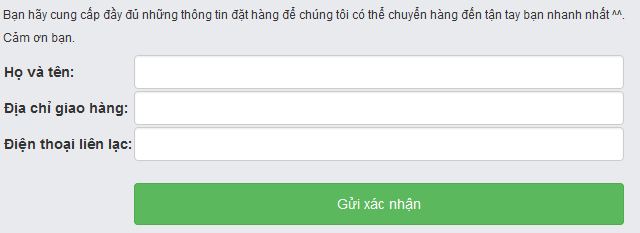 Bạn hãy cung cấp đầy đủ những thông tin đặt hàng để chúng tôi có thể chuyển hàng đến tận tay bạn nhanh nhất ^^.
Cảm ơn bạn.
Họ và tên:
Địa chỉ giao hàng:
Điện thoại liên lạc:
Gửi xác nhận